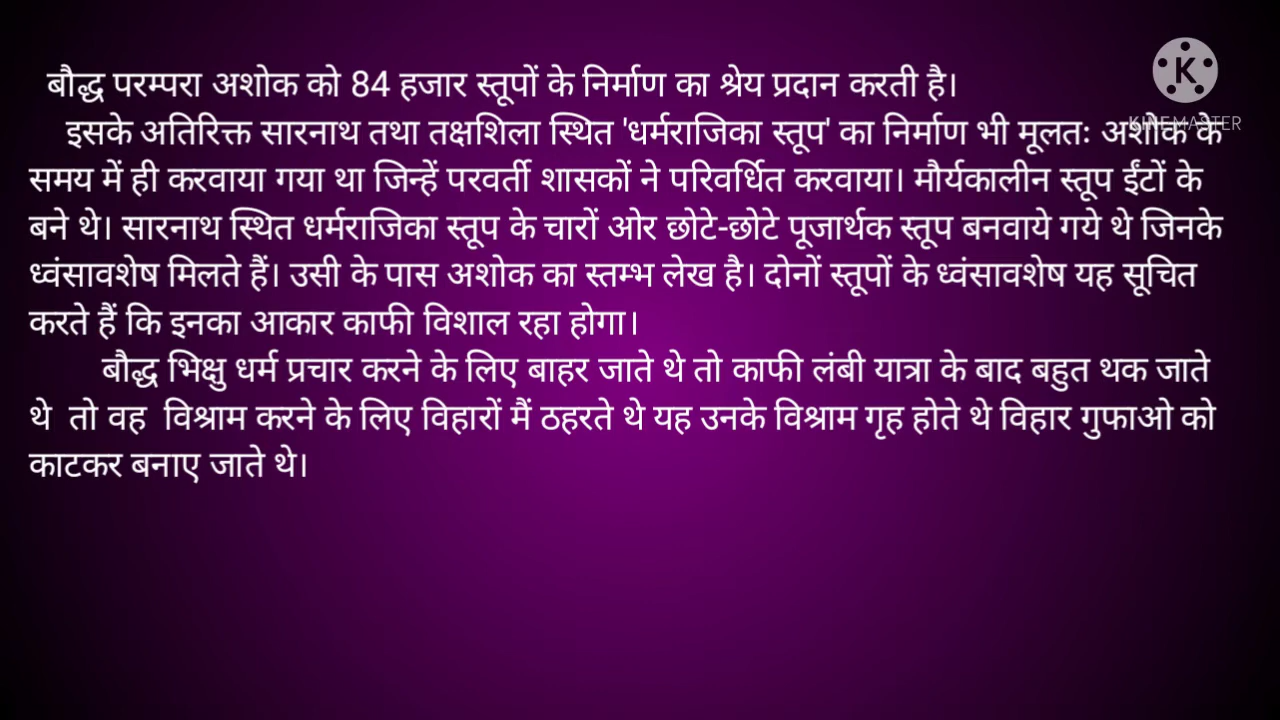 बौद्ध परम्परा अशोक को 84 हजार स्तूपों के निर्माण का श्रेय प्रदान करती है।
K
KINEMASTER
इसके अतिरिक्त सारनाथ तथा तक्षशिला स्थित 'धर्मराजिका स्तूप' का निर्माण भी मूलतः अशोक के
समय में ही करवाया गया था जिन्हें परवर्ती शासकों ने परिवर्धित करवाया। मौर्यकालीन स्तूप ईंटों के
बने थे। सारनाथ स्थित धर्मराजिका स्तूप के चारों ओर छोटे-छोटे पूजार्थक स्तूप बनवाये गये थे जिनके
ध्वंसावशेष मिलते हैं। उसी के पास अशोक का स्तम्भ लेख है। दोनों स्तूपों के ध्वंसावशेष यह सूचित
करते हैं कि इनका आकार काफी विशाल रहा होगा।
बौद्ध भिक्षु धर्म प्रचार करने के लिए बाहर जाते थे तो काफी लंबी यात्रा के बाद बहुत थक जाते
थे तो वह विश्राम करने के लिए विहारों मैं ठहरते थे यह उनके विश्राम गृह होते थे विहार गुफाओ को
काटकर बनाए जाते थे।